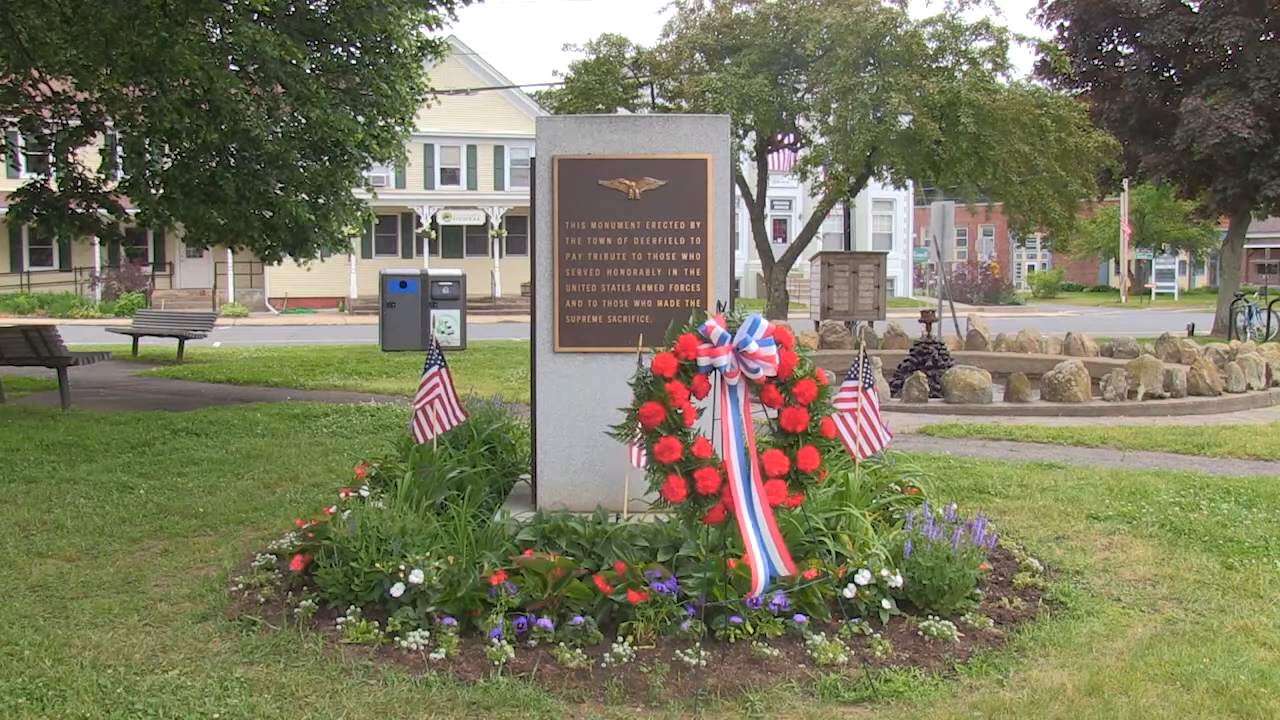 THIS MONUMENT ERECTED BY
THE TOWN OF DEERFIELD TO
PAY TRIBUTE TO THOSE WHO
SERVED HONORABLY IN THE
UNITED STATES ARMED FORCES
AND TO THOSE WHO MADE THE
SUPREME SACRIFICE.